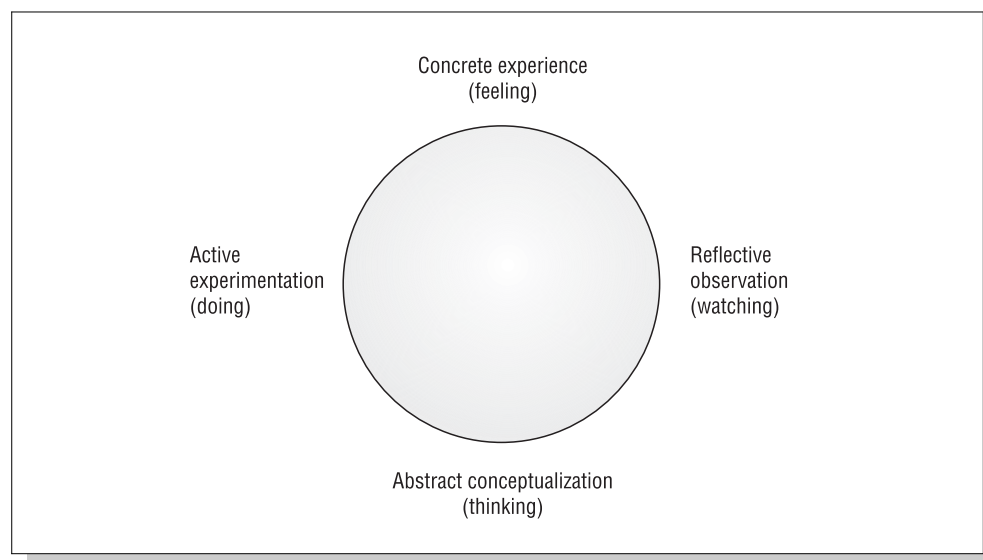 Concrete experience
(feeling)
Active
experimentation
(doing)
Reflective
observation
(watching)
Abstract conceptualization
(thinking)